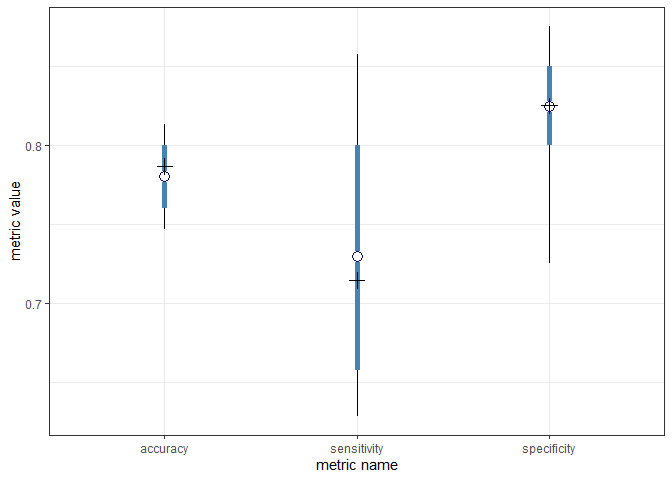 metric value
0.8
0.7
accuracy
sensitivity
specificity
metric name